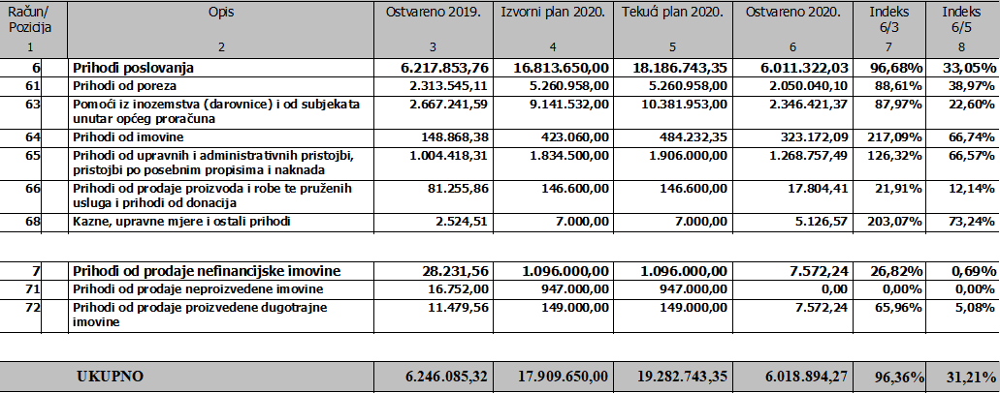 Račun/ Opis Ostvareno 2019. Izvorni plan 2020. Tekući plan 2020. Ostvareno 2020. Indeks Indeks
Pozicija 6/3 6/5
1 2 3 4 5 6 7 8
6 Prihodi poslovanja 6.217.853,76 16.813.650,00 18.186.743,35 6.011.322,03 96,68% 33,05%
61 Prihodi od poreza 2.313.545,11 5.260.958,00 5.260.958,00 2.050.040,10 88,61% 38,97%
63 Pomoći iz inozemstva (darovnice) i od subjekata 2.667.241,59 9.141.532,00 10.381.953,00 2.346.421,37 87,97% 22,60%
unutar općeg proračuna
64 Prihodi od imovine 148.868,38 423.060,00 484.232,35 323.172,09 217,09% 66,74%
65 Prihodi od upravnih i administrativnih pristojbi, 1.004.418,31 1.834.500,00 1.906.000,00 1.268.757,49 126,32% 66,57%
pristojbi po posebnim propisima i naknada
66 Prihodi od prodaje proizvoda i robe te pruženih 81.255,86 146.600,00 146.600,00 17.804,41 21,91% 12,14%
usluga i prihodi od donacija
68 Kazne, upravne mjere i ostali prihodi 2.524,51 7.000,00 7.000,00 5.126,57 203,07% 73,24%
7 Prihodi od prodaje nefinancijske imovine 28.231,56 1.096.000,00 1.096.000,00 7.572,24 26,82% 0,69%
71 Prihodi od prodaje neproizvedene imovine 16.752,00 947.000,00 947.000,00 0,00 0,00% 0,00%
72 Prihodi od prodaje proizvedene dugotrajne 11.479,56 149.000,00 149.000,00 7.572,24 65,96% 5,08%
imovine
UKUPNO 6.246.085,32 17.909.650,00 19.282.743,35 6.018.894,27 96,36% 31,21%